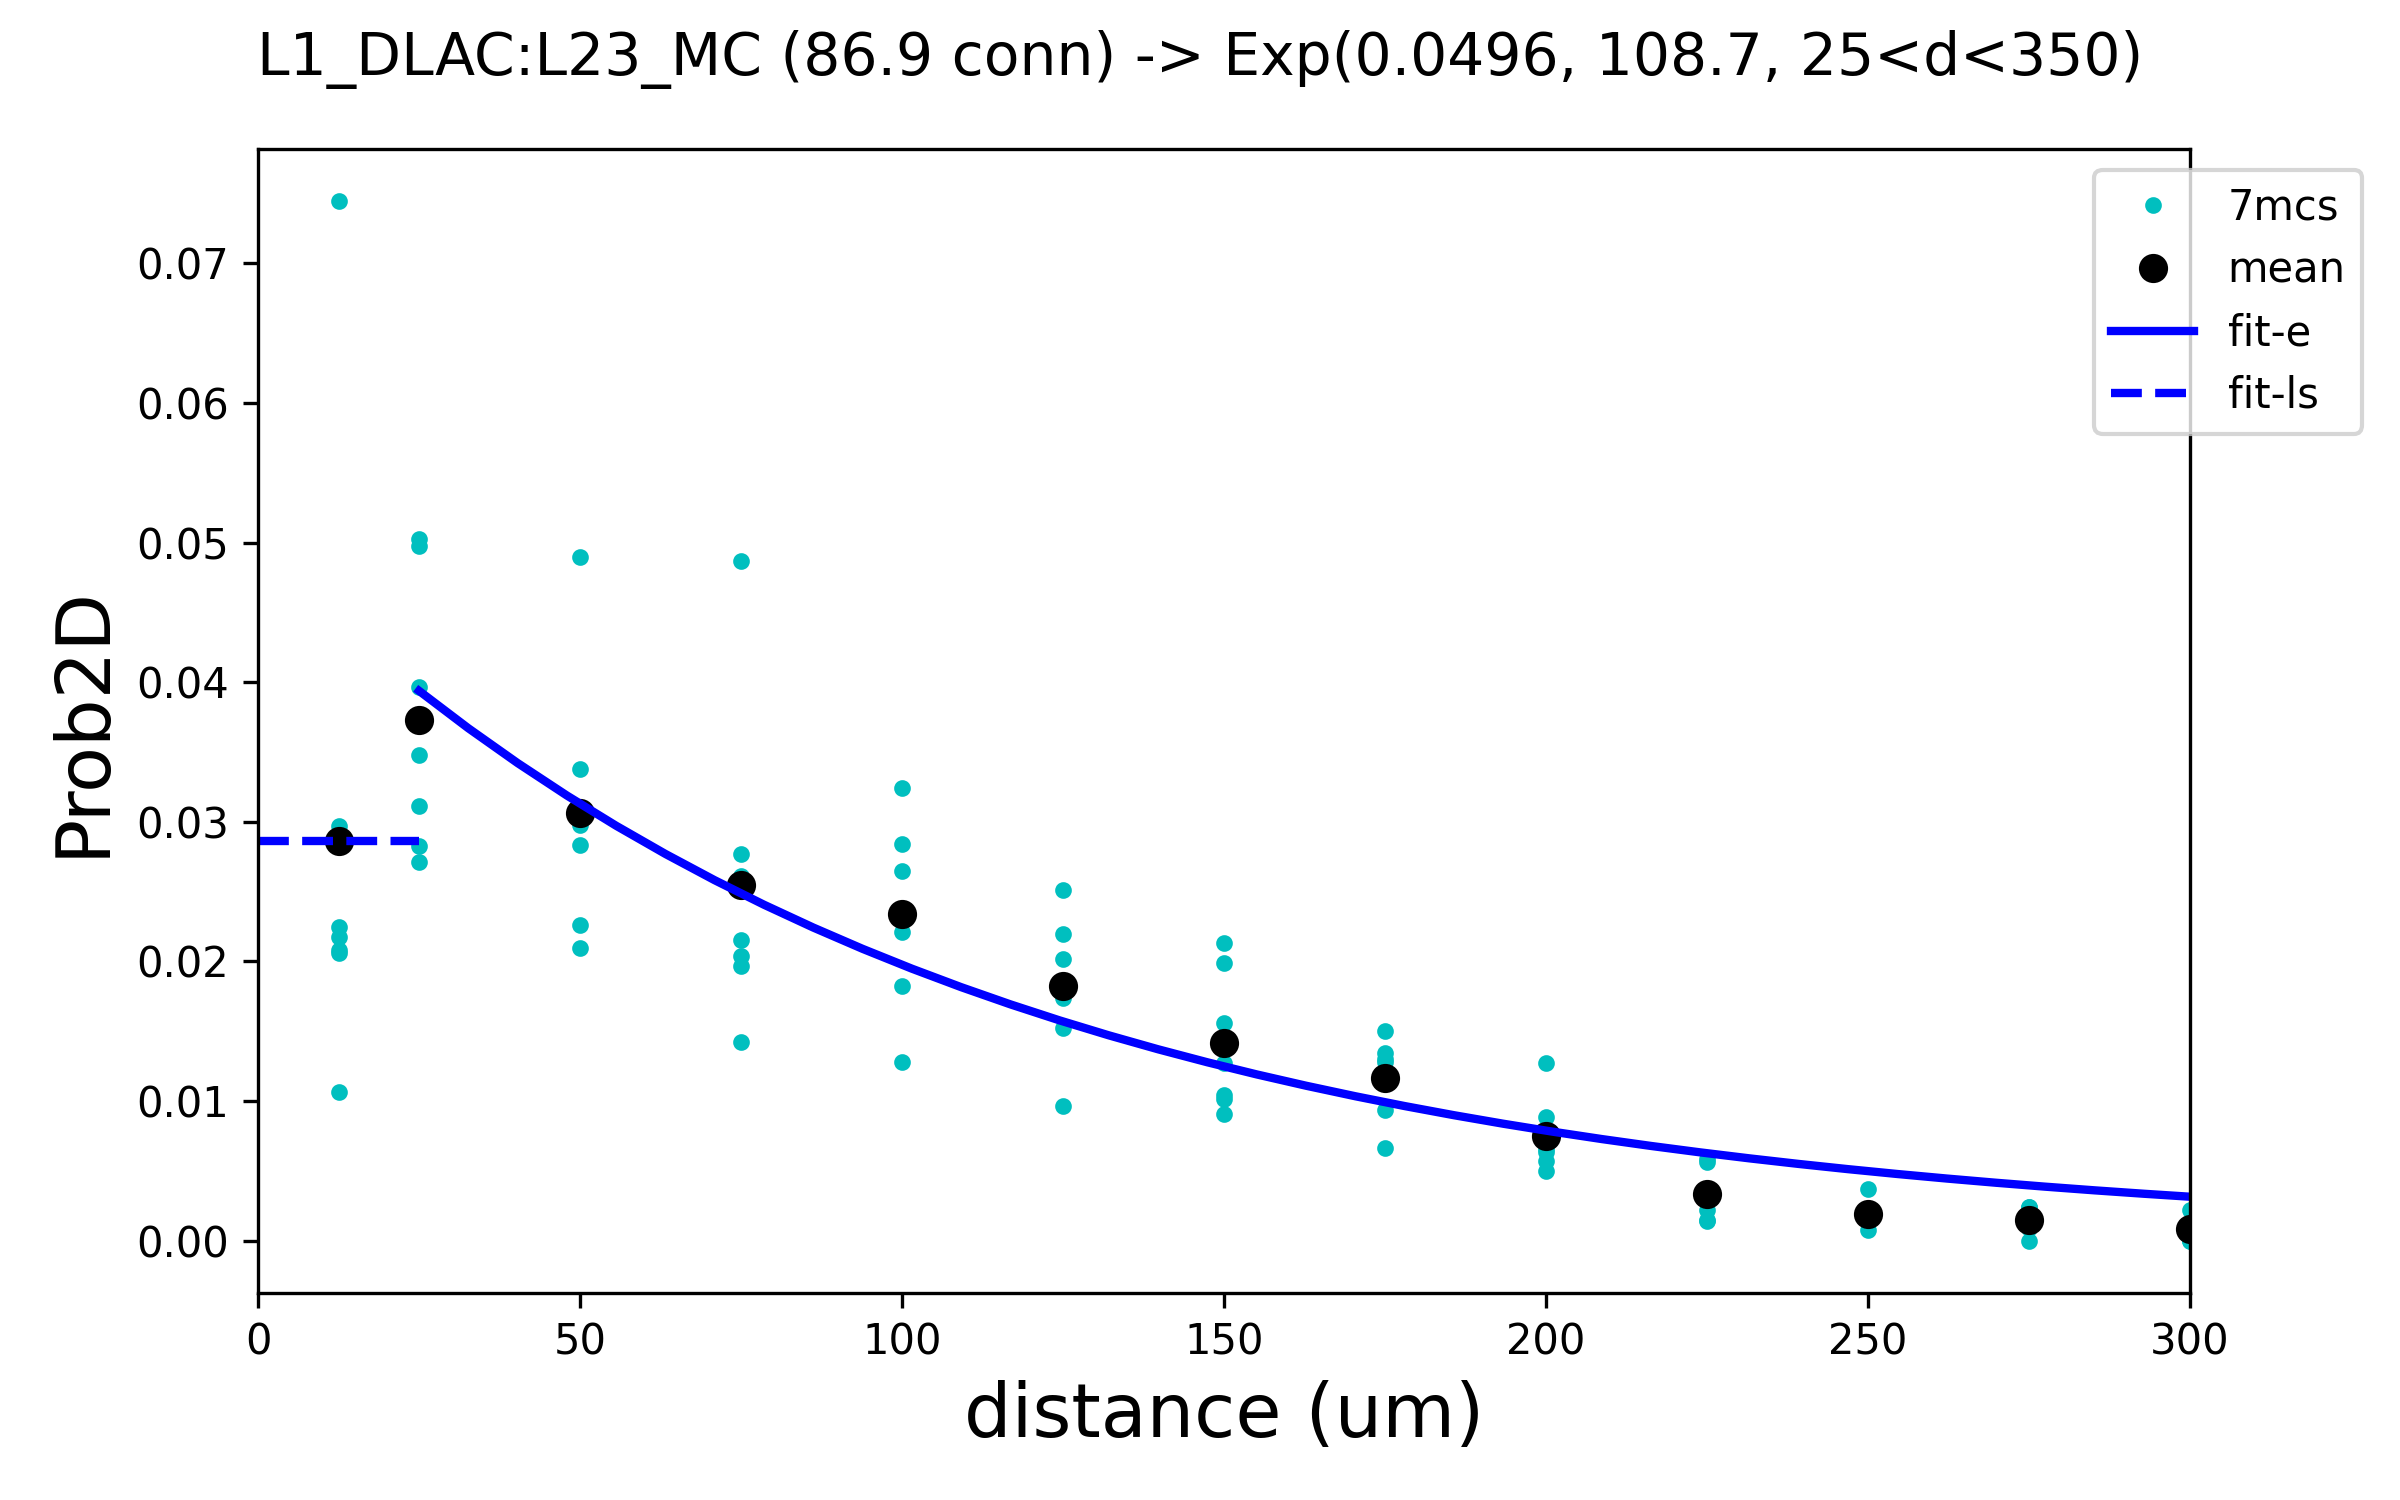 L1_DLAC:L23_MC (86.9 conn) -> Exp(0.0496, 108.7, 25<d<350)
7mcs
mean
fit-e
fit-ls
Prob2D
0.07
0.06
0.05
0.04
0.03
0.02
0.01
0.00
0 50 100 150 200 250 300
distance (um)